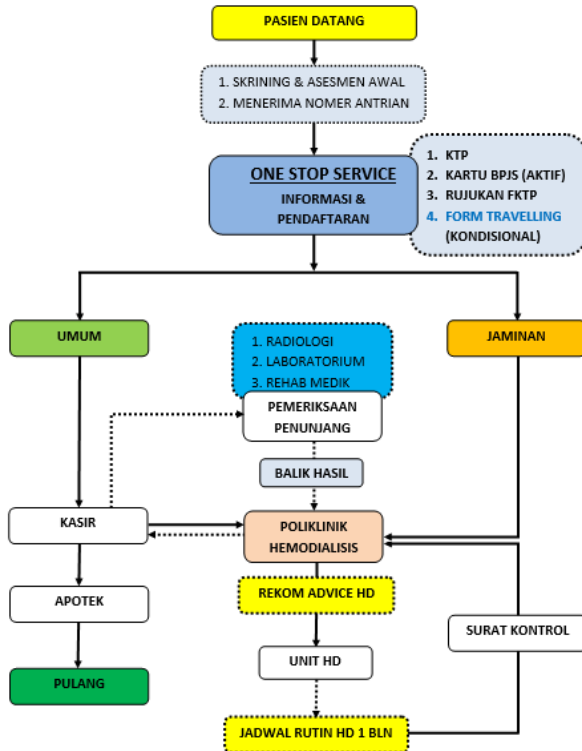 PASIEN DATANG
1. SKRINING & ASESMEN AWAL
2. MENERIMA NOMER ANTRIAN
ONE STOP SERVICE
INFORMASI &
PENDAFTARAN
1. KTP
2. KARTU BPJS (AKTIF)
3. RUJUKAN FKTP
4. FORM TRAVELLING
(KONDISIONAL)
UMUM
1. RADIOLOGI
2. LABORATORIUM
3. REHAB MEDIK
JAMINAN
PEMERIKSAAN
PENUNJANG
BALIK HASIL
KASIR
POLIKLINIK
HEMODIALISIS
APOTEK
REKOM ADVICE HD
SURAT KONTROL
UNIT HD
PULANG
JADWAL RUTIN HD 1 BLN